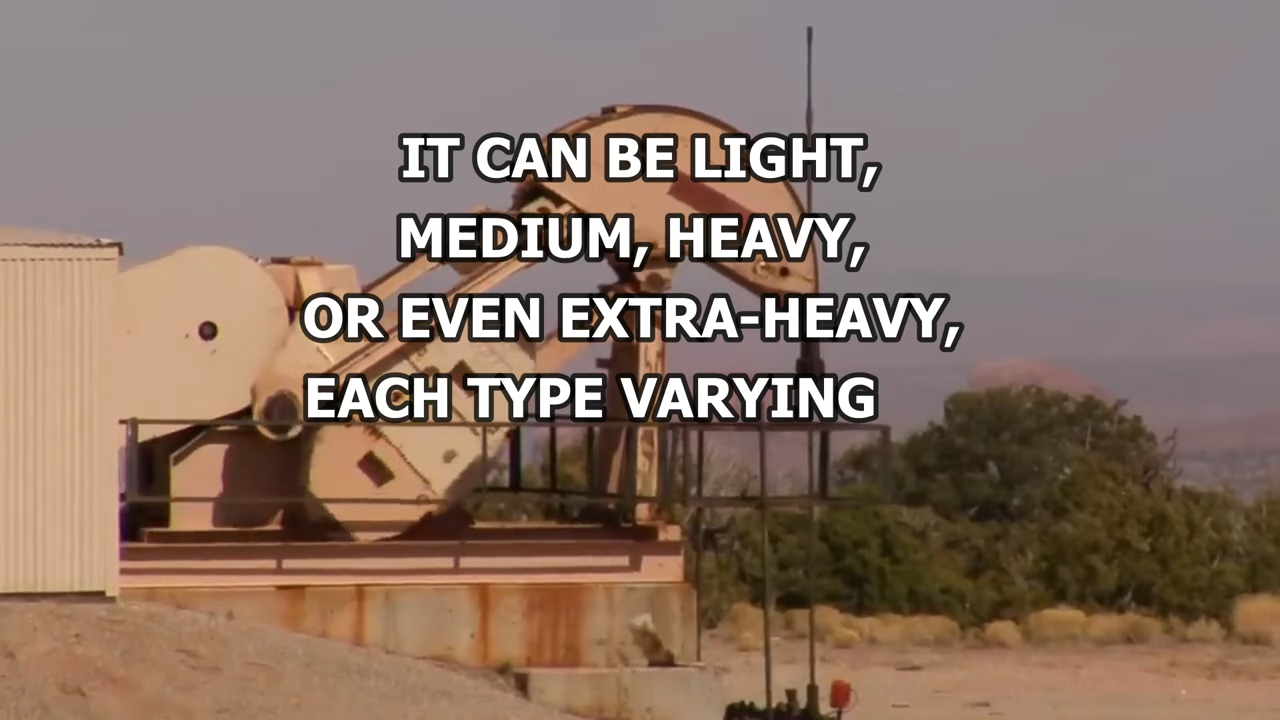 IT CAN BE LIGHT,
MEDIUM, HEAVY,
OR EVEN EXTRA-HEAVY,
EACH TYPE VARYING